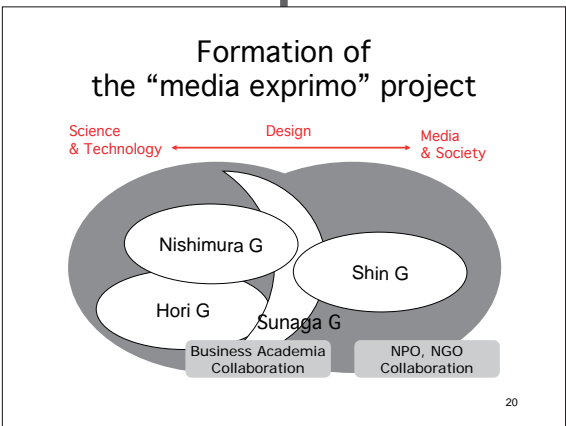 Formation of
the “media exprimo” project
Science
& Technology
Design
Media
& Society
Nishimura G
Shin G
Hori G
Sunaga G
Business Academia
Collaboration
NPO, NGO
Collaboration
20